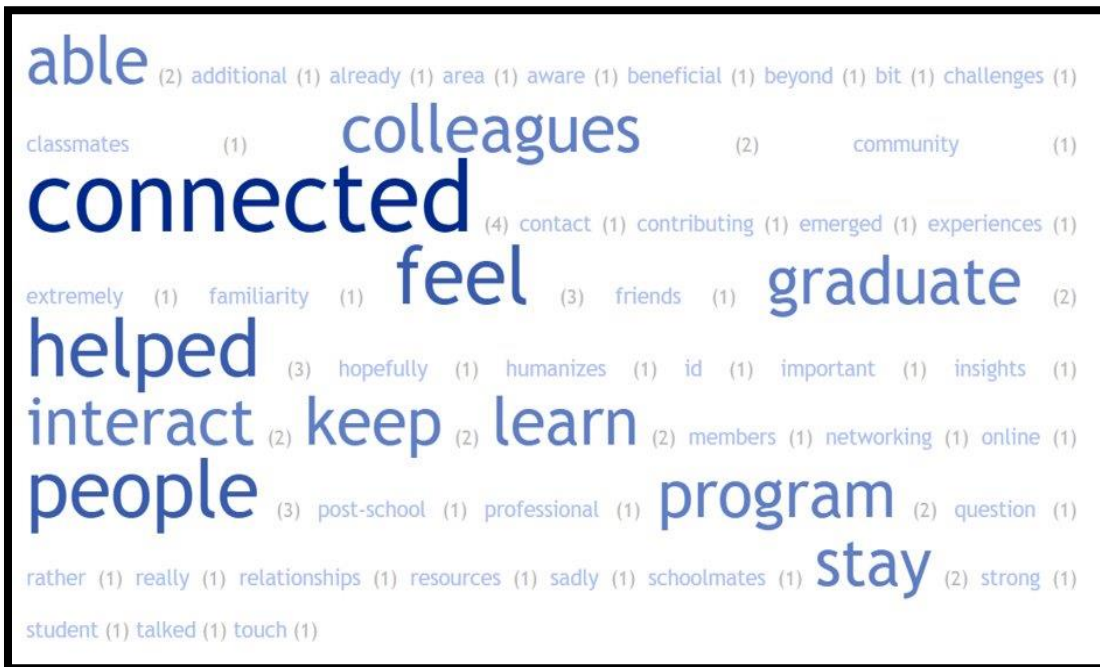 able (2) additional (1) already (1) area (1) aware (1) beneficial (1) beyond (1) bit (1) challenges (1)
classmates (1) colleagues (2) community (1)
connected (4) contact (1) contributing (1) emerged (1) experiences (1)
extremely (1) familiarity (1) feel (3) friends (1) graduate (2)
helped (3) hopefully (1) humanizes (1) id (1) important (1) insights (1)
interact (2) keep (2) learn (2) members (1) networking (1) online (1)
people (3) post-school (1) professional (1) program (2) question (1)
rather (1) really (1) relationships (1) resources (1) sadly (1) schoolmates (1) stay (2) strong (1)
student (1) talked (1) touch (1)